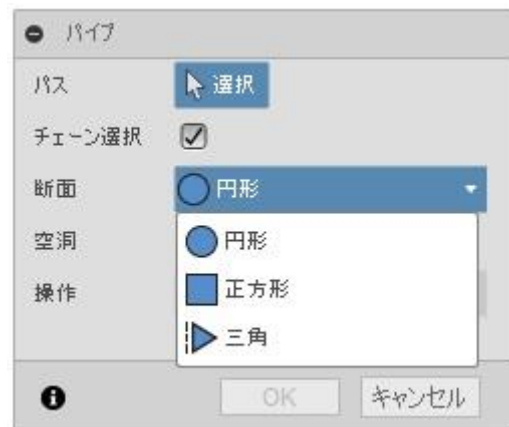 パイプ
パス 選択
チェーン選択
断面 円形
空洞 円形
操作 正方形
三角
OK キャンセル